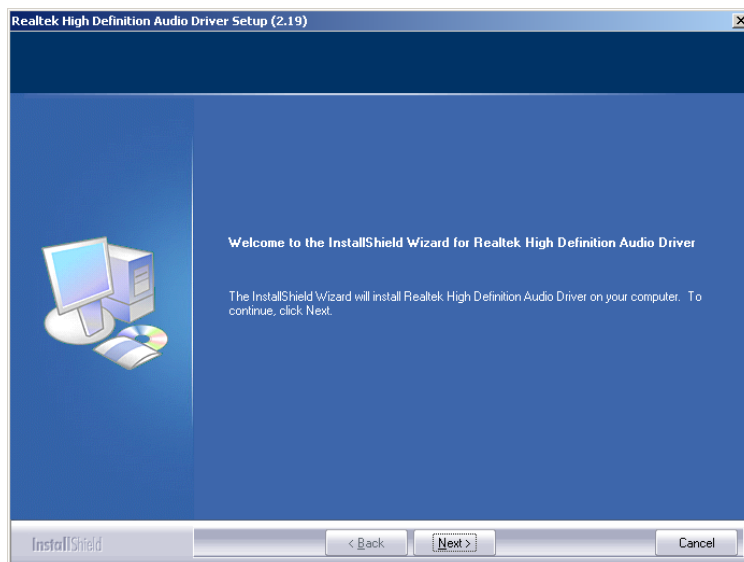 Realtek High Definition Audio Driver Setup (2.19)
Welcome to the InstallShield Wizard for Realtek High Definition Audio Driver
The InstallShield Wizard will install Realtek High Definition Audio Driver on your computer. To
continue, click Next.
InstallShield
< Back
Next >
Cancel